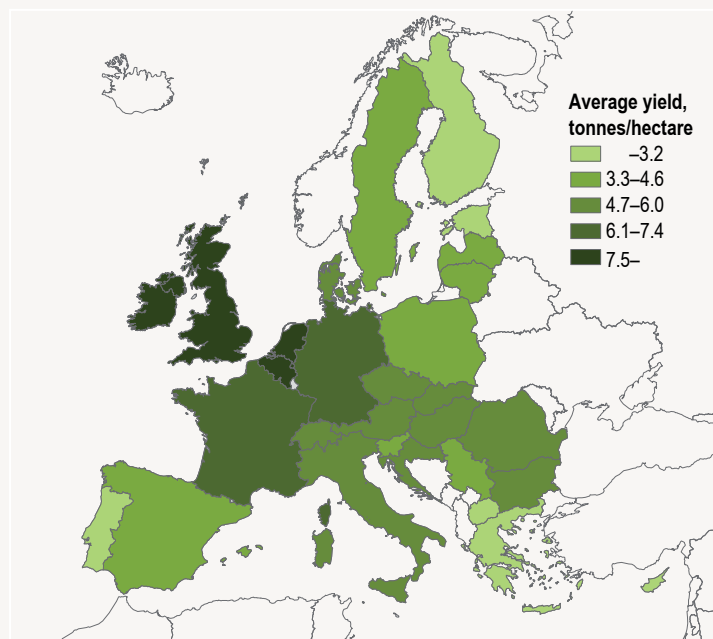 Average yield,
tonnes/hectare
–3.2
3.3–4.6
4.7–6.0
6.1–7.4
7.5–